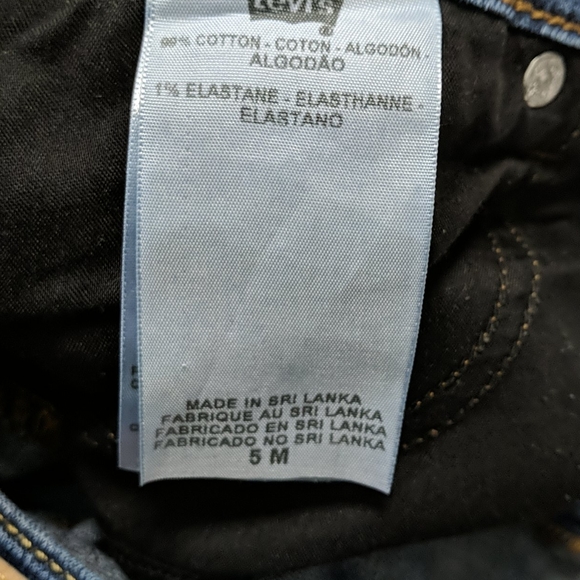 Levi's
®
99% COTTON - COTON - ALGODÓN -
ALGODÃO
1% ELASTANE - ELASTHANNE -
ELASTANO
MADE IN SRI LANKA
FABRIQUE AU SRI LANKA
FABRICADO EN SRI LANKA
FABRICADO NO SRI LANKA
5 M